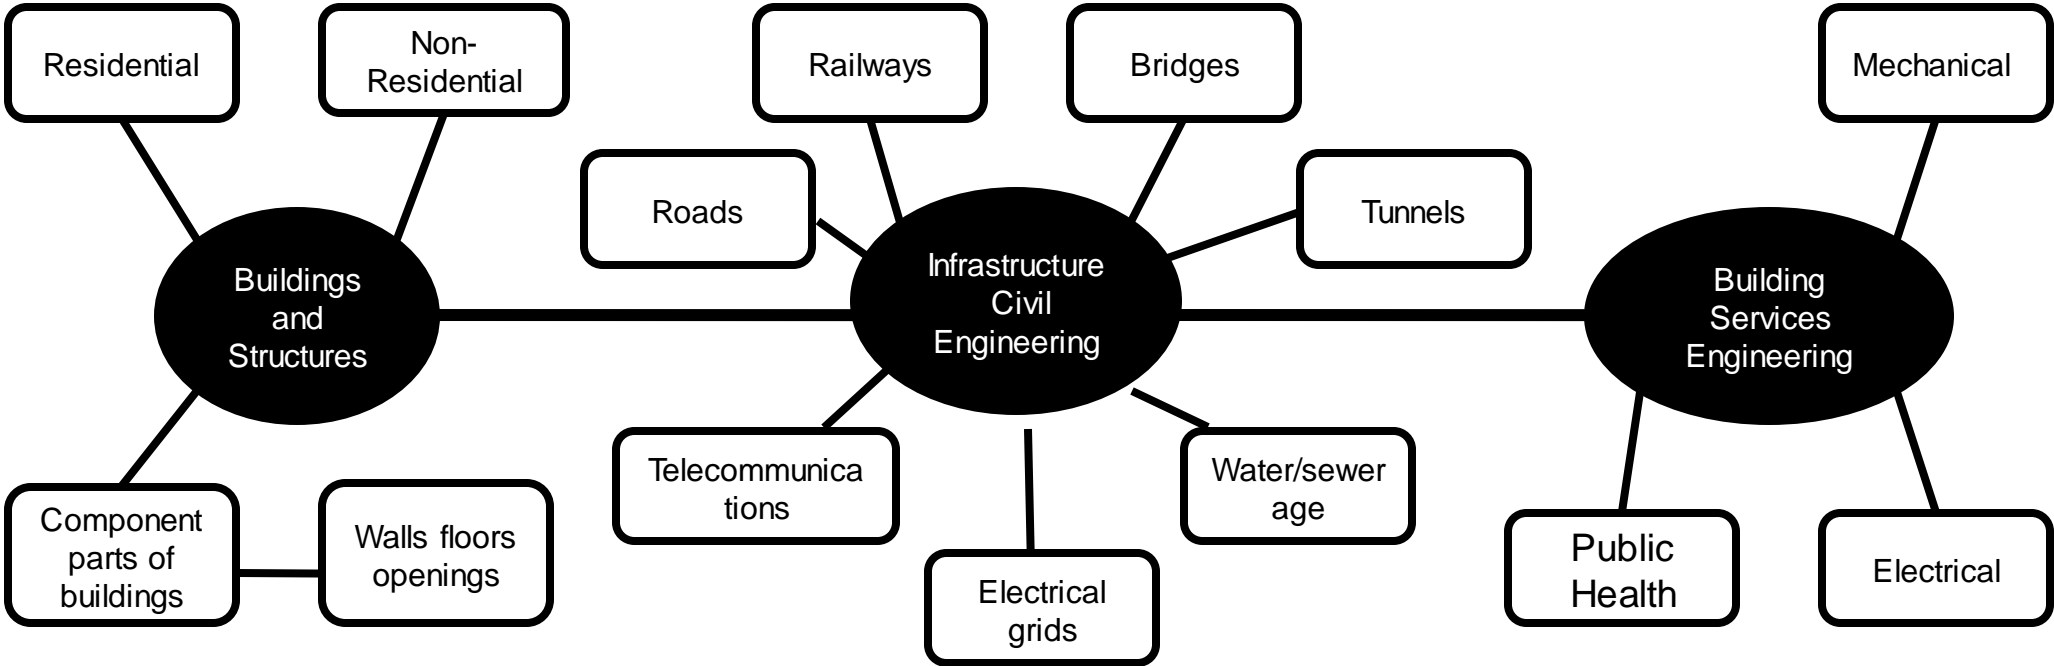 Residential
Non-
Residential
Railways
Bridges
Mechanical
Roads
Tunnels
Buildings
and
Structures
Infrastructure
Civil
Engineering
Building
Services
Engineering
Telecommunica
tions
Water/sewer
age
Component
parts of
buildings
Walls floors
openings
Electrical
grids
Public
Health
Electrical